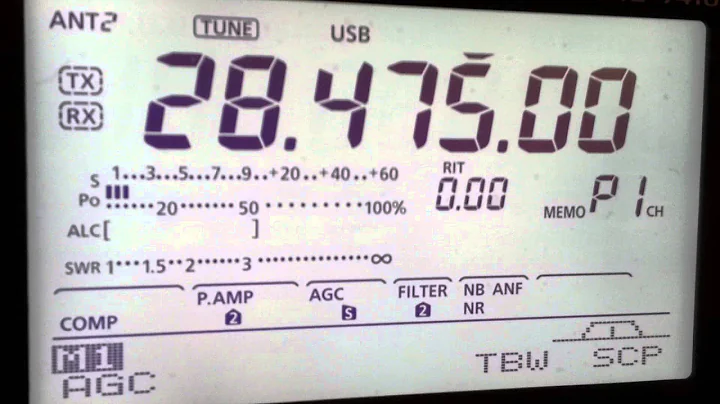 ANT2 TUNE USB
TX 28.475.00
RX
S 1...3...5...7...9..+20..+40..+60 RIT
Po 20 50 100% 0.00 MEMO P1 CH
ALC[ ]
SWR 1 1.5 2 3 ∞
P.AMP AGC FILTER NB ANF
COMP 2 S 2 NR
M1 TBW SCP
AGC